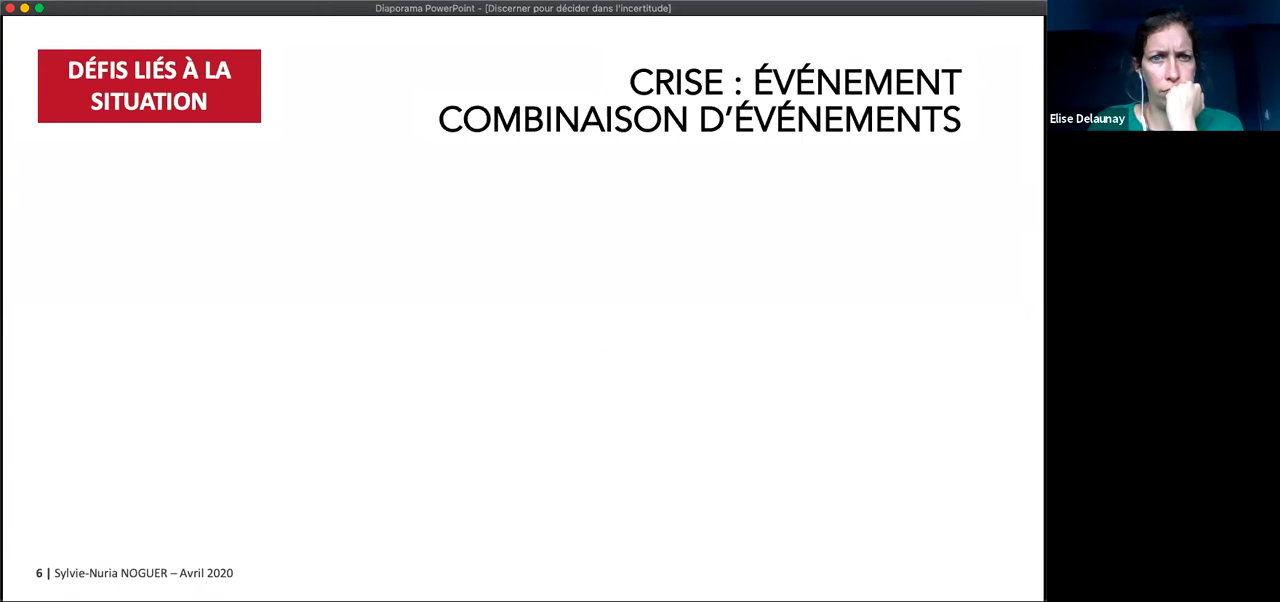 Diaporama PowerPoint - [Discerner pour décider dans l'incertitude]
DÉFIS LIÉS À LA
SITUATION
CRISE : ÉVÉNEMENT
COMBINAISON D’ÉVÉNEMENTS
Elise Delaunay
6 | Sylvie-Nuria NOGUER – Avril 2020